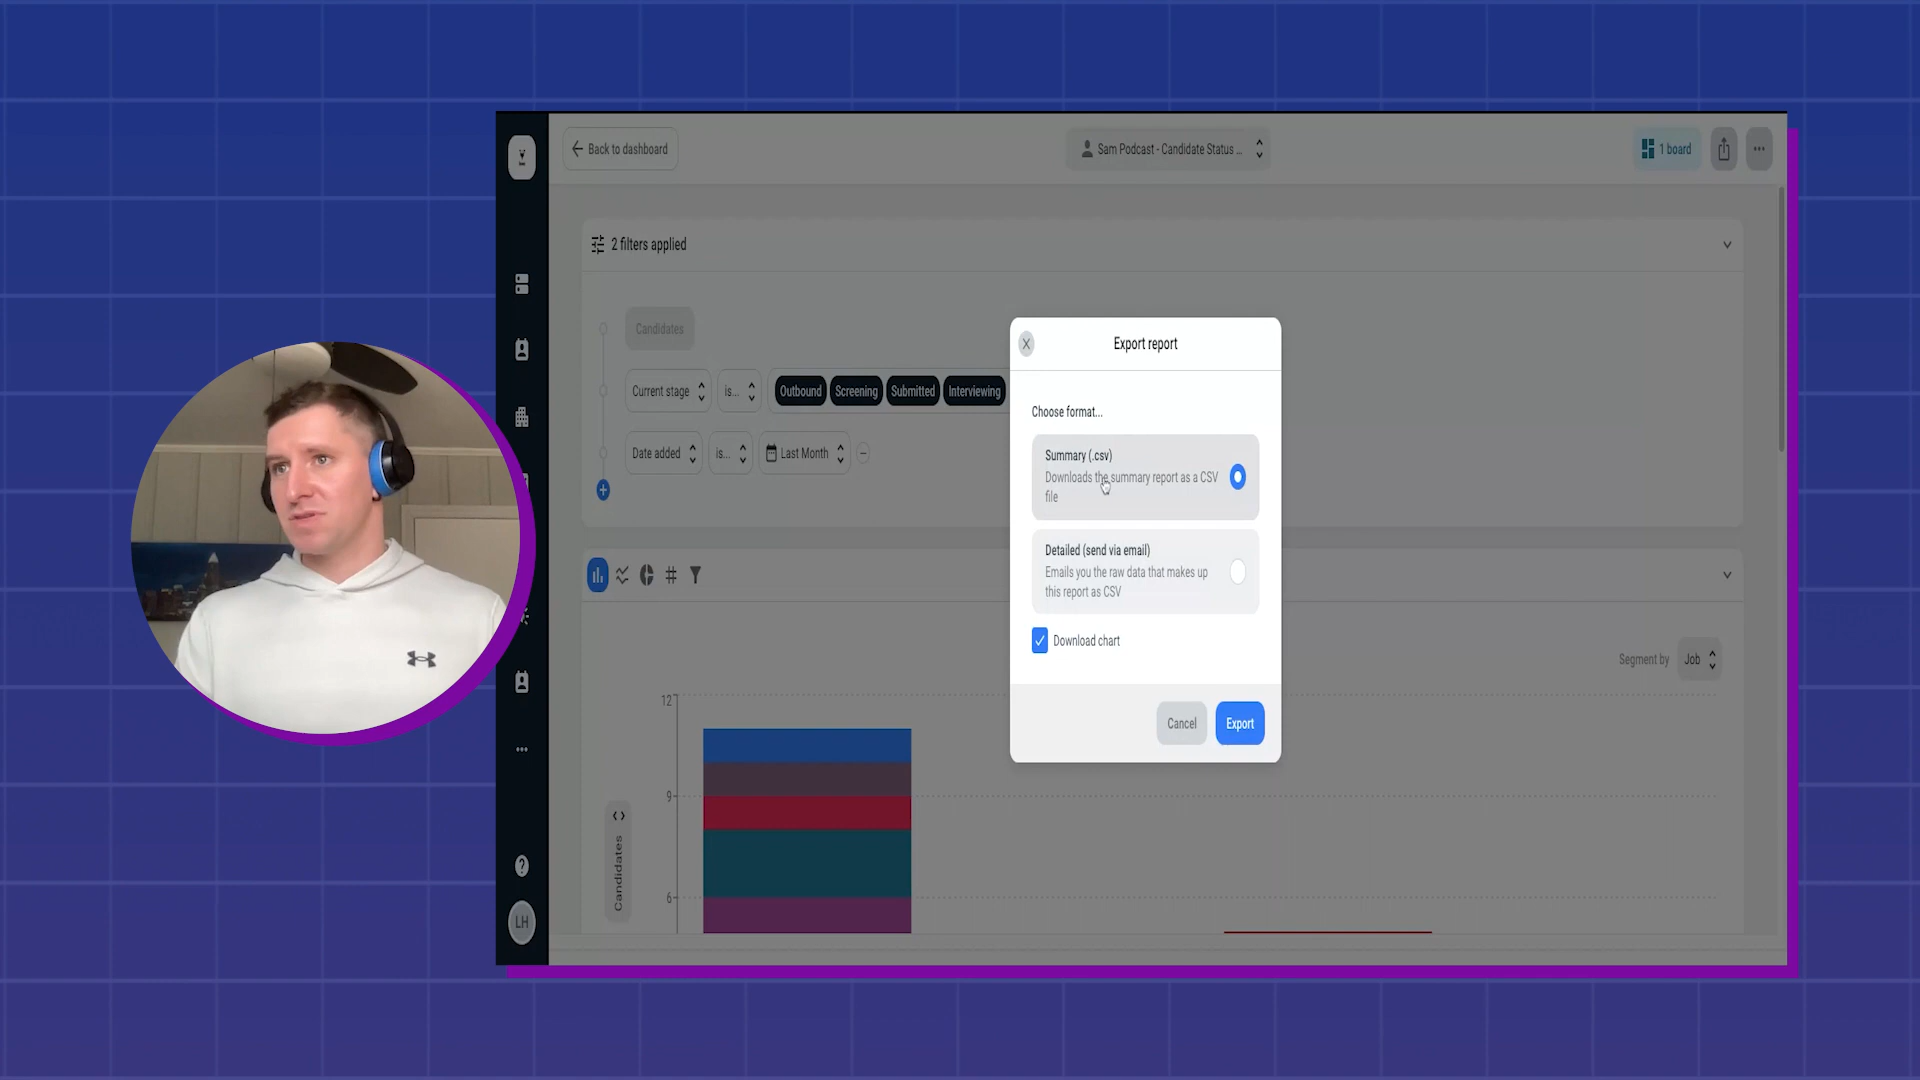 Back to dashboard
Sam Podcast - Candidate Status ...
1 board
2 filters applied
Candidates
Current stage
is...
Outbound
Screening
Submitted
Interviewing
Date added
is...
Last Month
Export report
Choose format...
Summary (.csv)
Downloads the summary report as a CSV
file
Detailed (send via email)
Emails you the raw data that makes up
this report as CSV
Download chart
Cancel
Export
Segment by
Job
12
9
6
Candidates
LH